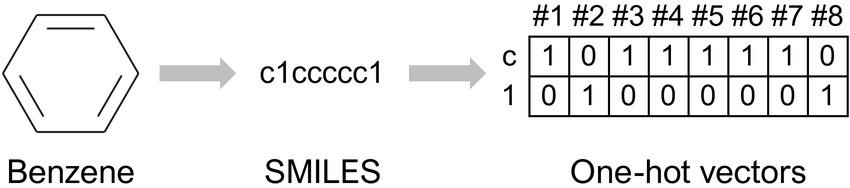 #1 #2 #3 #4 #5 #6 #7 #8
c 1 0 1 1 1 1 1 0
c1ccccc1
1 0 1 0 0 0 0 0 1
Benzene SMILES One-hot vectors